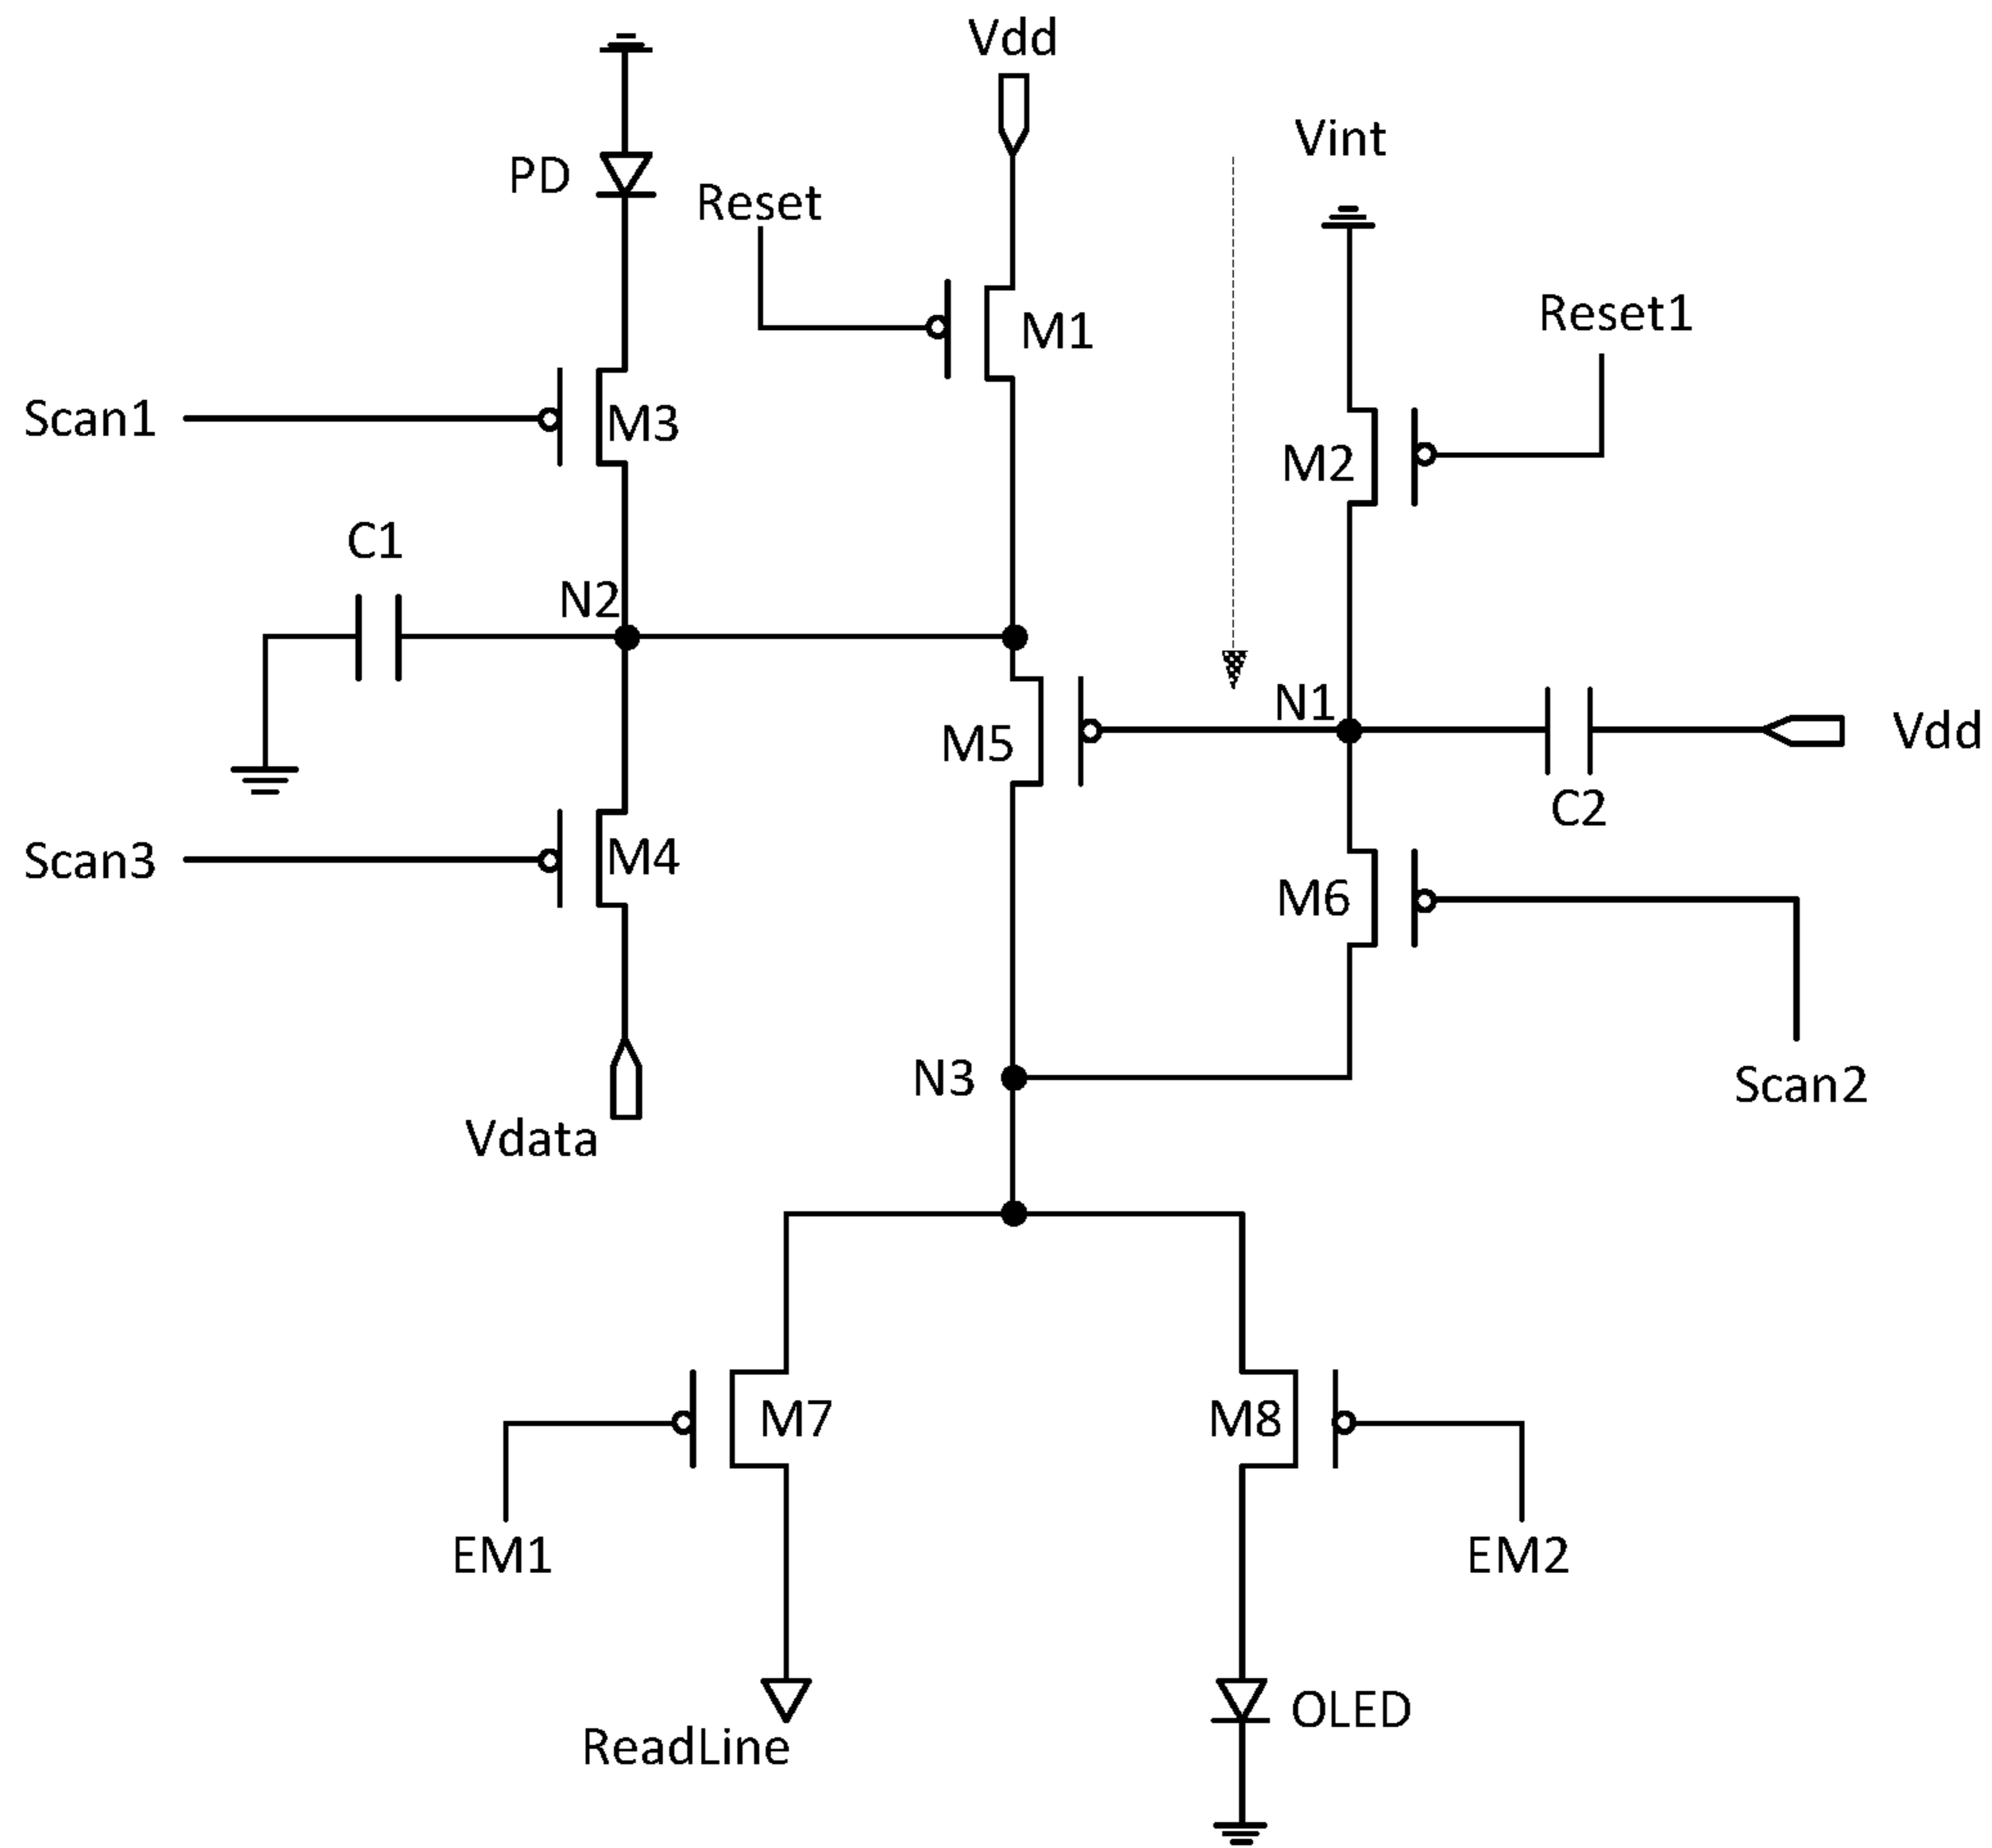 Vdd
Vint
PD
Reset
Reset1
M1
Scan1
M3
M2
C1
N2
N1
M5
Vdd
C2
Scan3
M4
M6
N3
Scan2
Vdata
M7
M8
EM1
EM2
OLED
ReadLine